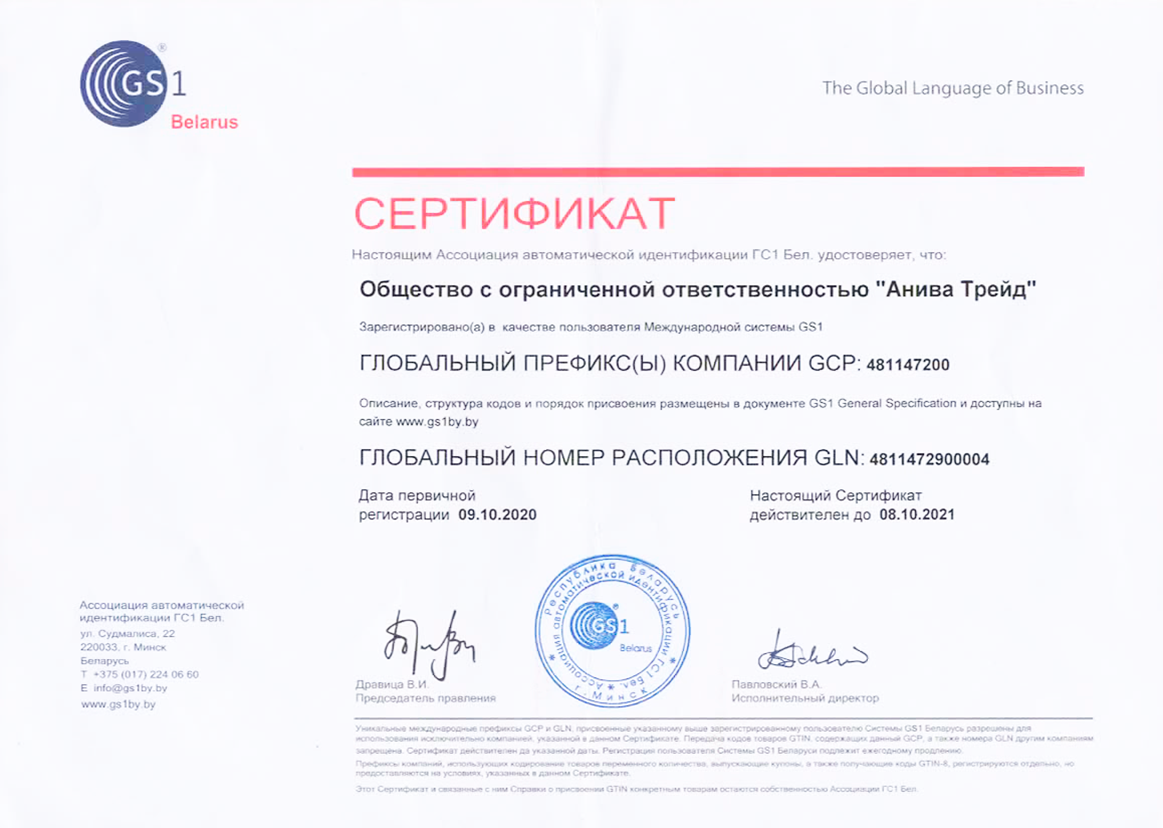 GS1 ®
Belarus
The Global Language of Business
СЕРТИФИКАТ
Настоящим Ассоциация автоматической идентификации ГС1 Бел. удостоверяет, что:
Общество с ограниченной ответственностью "Анива Трейд"
Зарегистрировано(а) в качестве пользователя Международной системы GS1
ГЛОБАЛЬНЫЙ ПРЕФИКС(Ы) КОМПАНИИ GCP: 481147200
Описание, структура кодов и порядок присвоения размещены в документе GS1 General Specification и доступны на
сайте www.gs1by.by
ГЛОБАЛЬНЫЙ НОМЕР РАСПОЛОЖЕНИЯ GLN: 4811472900004
Дата первичной
регистрации 09.10.2020
Настоящий Сертификат
действителен до 08.10.2021
Ассоциация автоматической
идентификации ГС1 Бел.
ул. Судмалиса, 22
220033, г. Минск
Беларусь
Т +375 (017) 224 06 60
E info@gs1by.by
www.gs1by.by
Республика Беларусь
Ассоциация автоматической идентификации ГС1 Бел.
г. Минск
GS1 ®
Belarus
Дравица В.И.
Председатель правления
Павловский В.А.
Исполнительный директор
Уникальные международные префиксы GCP и GLN, присвоенные указанному выше зарегистрированному пользователю Системы GS1 Беларусь разрешены для
использования исключительно компанией, указанной в данном Сертификате. Передача кодов товаров GTIN, содержащих данный GCP, а также номера GLN другим компаниям
запрещена. Сертификат действителен до указанной даты. Регистрация пользователя Системы GS1 Беларуси подлежит ежегодному продлению.
Префиксы компаний, использующих кодирование товаров переменного количества, выпускающие купоны, а также получающие коды GTIN-8, регистрируются отдельно, но
предоставляются на условиях, указанных в данном Сертификате.
Этот Сертификат и связанные с ним Справки о присвоении GTIN конкретным товарам остаются собственностью Ассоциации ГС1 Бел.